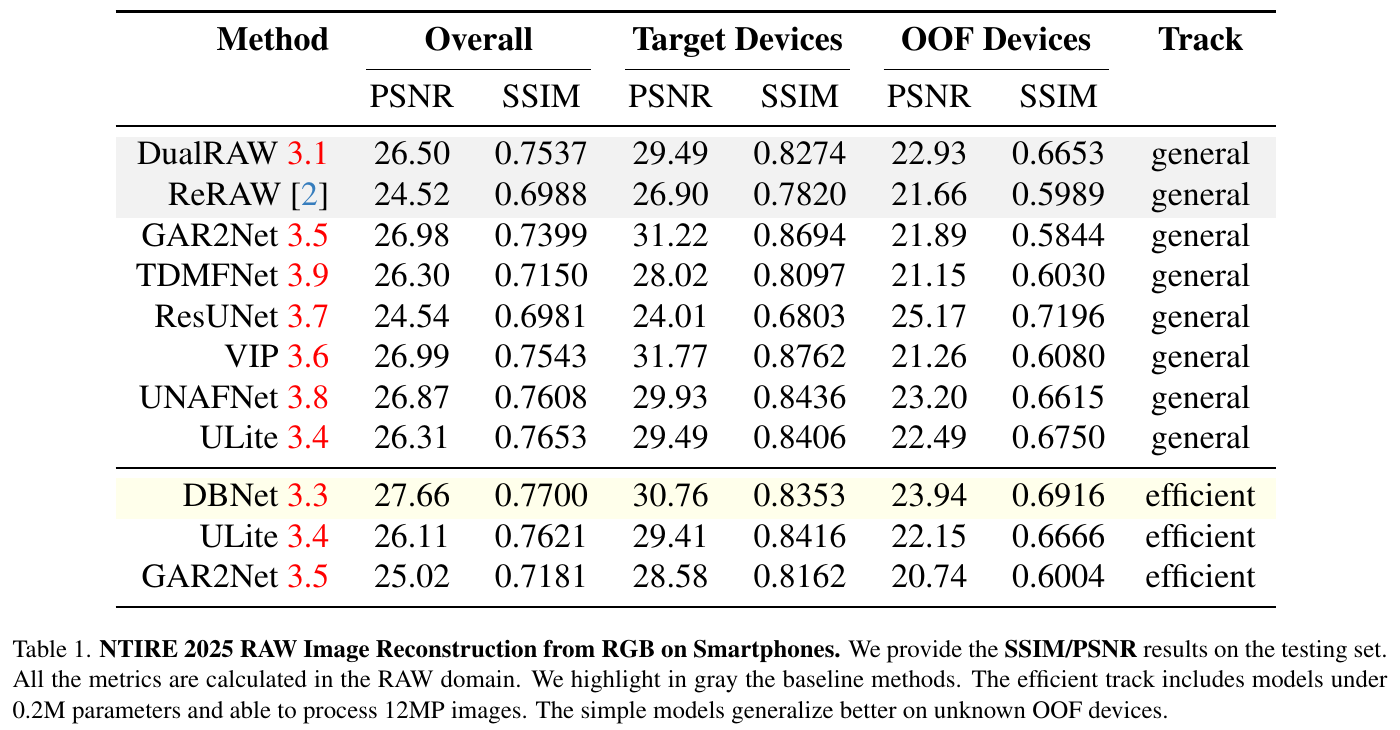 Method Overall Target Devices OOF Devices Track
PSNR SSIM PSNR SSIM PSNR SSIM
DualRAW 3.1 26.50 0.7537 29.49 0.8274 22.93 0.6653 general
ReRAW [2] 24.52 0.6988 26.90 0.7820 21.66 0.5989 general
GAR2Net 3.5 26.98 0.7399 31.22 0.8694 21.89 0.5844 general
TDMFNet 3.9 26.30 0.7150 28.02 0.8097 21.15 0.6030 general
ResUNet 3.7 24.54 0.6981 24.01 0.6803 25.17 0.7196 general
VIP 3.6 26.99 0.7543 31.77 0.8762 21.26 0.6080 general
UNAFNet 3.8 26.87 0.7608 29.93 0.8436 23.20 0.6615 general
ULite 3.4 26.31 0.7653 29.49 0.8406 22.49 0.6750 general
DBNet 3.3 27.66 0.7700 30.76 0.8353 23.94 0.6916 efficient
ULite 3.4 26.11 0.7621 29.41 0.8416 22.15 0.6666 efficient
GAR2Net 3.5 25.02 0.7181 28.58 0.8162 20.74 0.6004 efficient
Table 1. NTIRE 2025 RAW Image Reconstruction from RGB on Smartphones. We provide the SSIM/PSNR results on the testing set.
All the metrics are calculated in the RAW domain. We highlight in gray the baseline methods. The efficient track includes models under
0.2M parameters and able to process 12MP images. The simple models generalize better on unknown OOF devices.